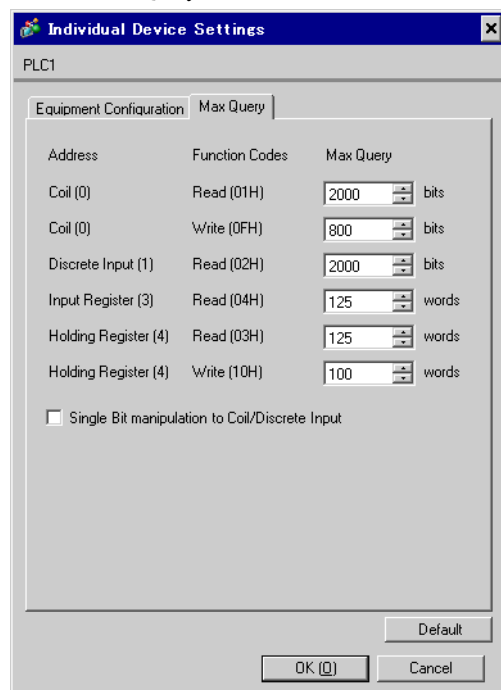 Individual Device Settings
PLC1
Equipment Configuration Max Query
Address Function Codes Max Query
Coil (0) Read (01H) 2000 bits
Coil (0) Write (0FH) 800 bits
Discrete Input (1) Read (02H) 2000 bits
Input Register (3) Read (04H) 125 words
Holding Register (4) Read (03H) 125 words
Holding Register (4) Write (10H) 100 words
Single Bit manipulation to Coil/Discrete Input
Default
OK (O) Cancel